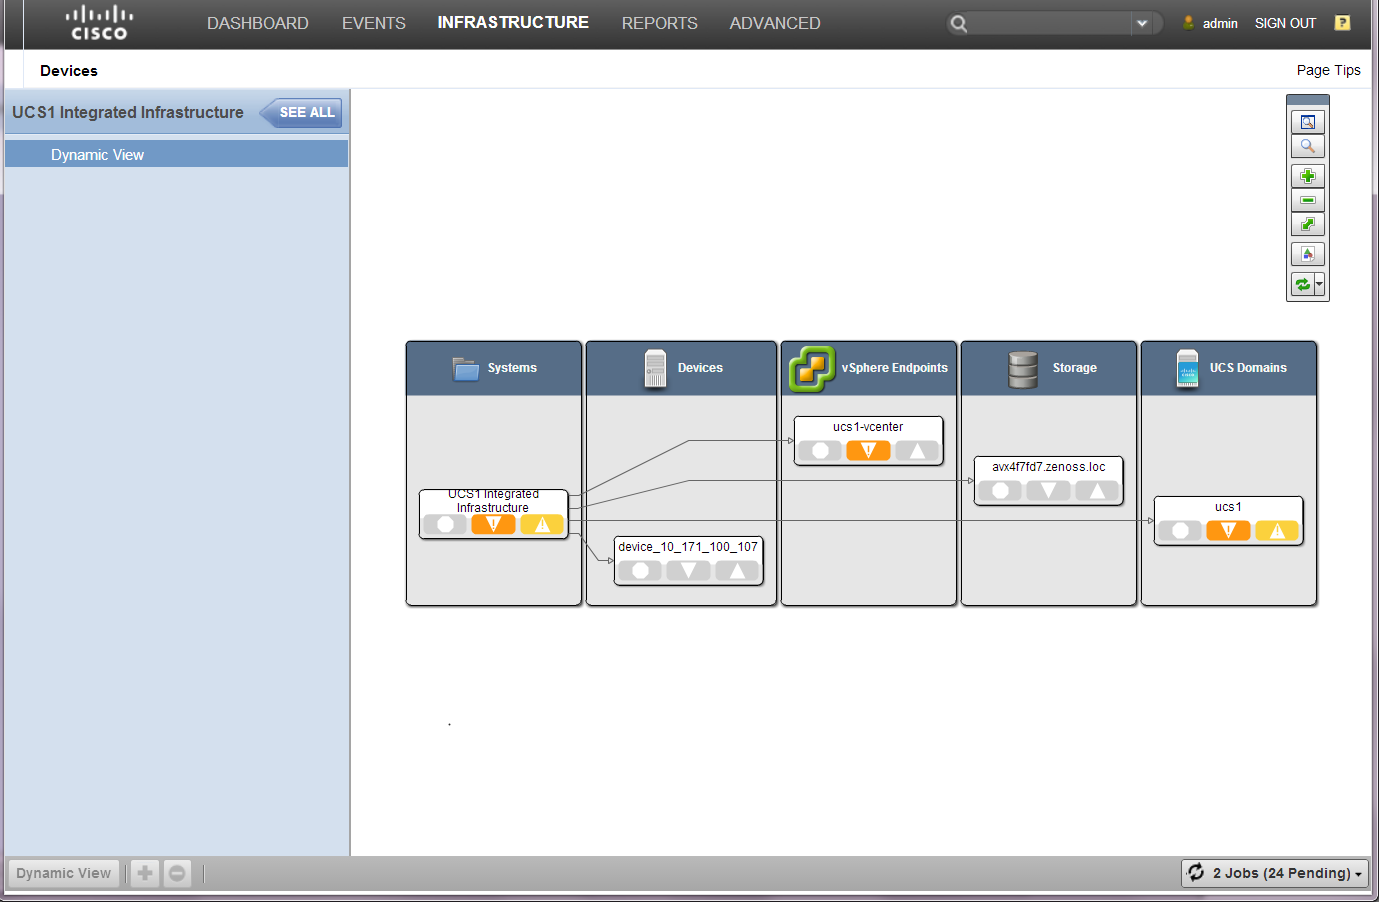 CISCO
DASHBOARD EVENTS INFRASTRUCTURE REPORTS ADVANCED admin SIGN OUT ?
Devices Page Tips
UCS1 Integrated Infrastructure SEE ALL
Dynamic View
Systems Devices vSphere Endpoints Storage UCS Domains
ucs1-vcenter
avx4f7fd7.zenoss.loc
UCS1 Integrated
Infrastructure
ucs1
device_10_171_100_107
Dynamic View 2 Jobs (24 Pending)